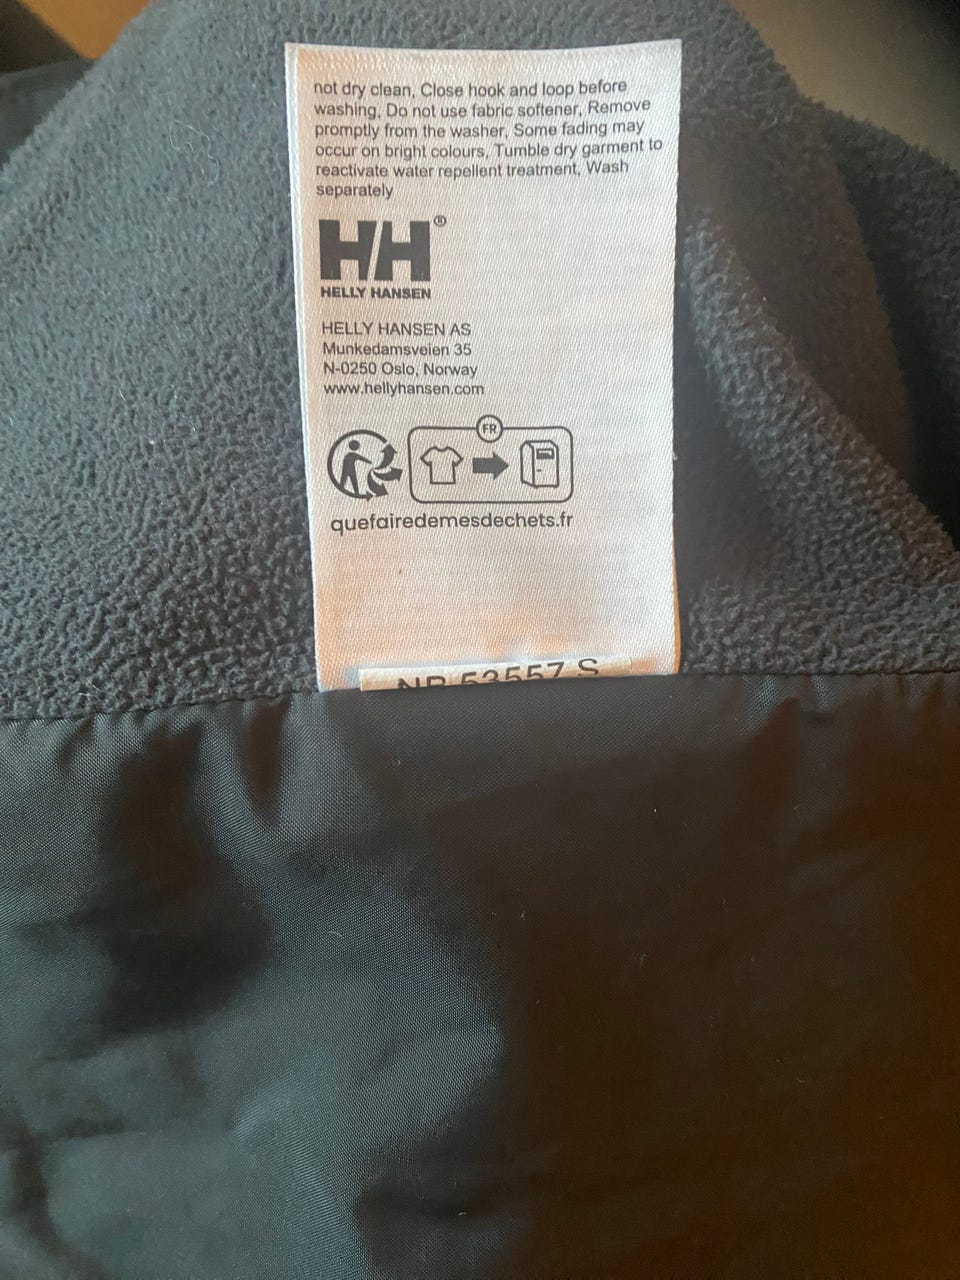 not dry clean, Close hook and loop before
washing, Do not use fabric softener, Remove
promptly from the washer, Some fading may
occur on bright colours, Tumble dry garment to
reactivate water repellent treatment, Wash
separately
HH®
HELLY HANSEN
HELLY HANSEN AS
Munkedamsveien 35
N-0250 Oslo, Norway
www.hellyhansen.com
FR
quefairedemesdechets.fr
53557 S